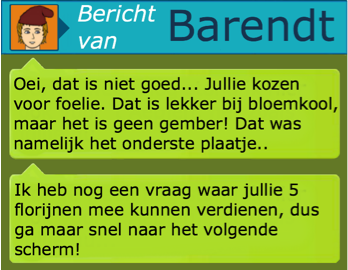 Bericht
van
Barendt
Oei, dat is niet goed... Jullie kozen
voor foelie. Dat is lekker bij bloemkool,
maar het is geen gember! Dat was
namelijk het onderste plaatje..
Ik heb nog een vraag waar jullie 5
florijnen mee kunnen verdienen, dus
ga maar snel naar het volgende
scherm!